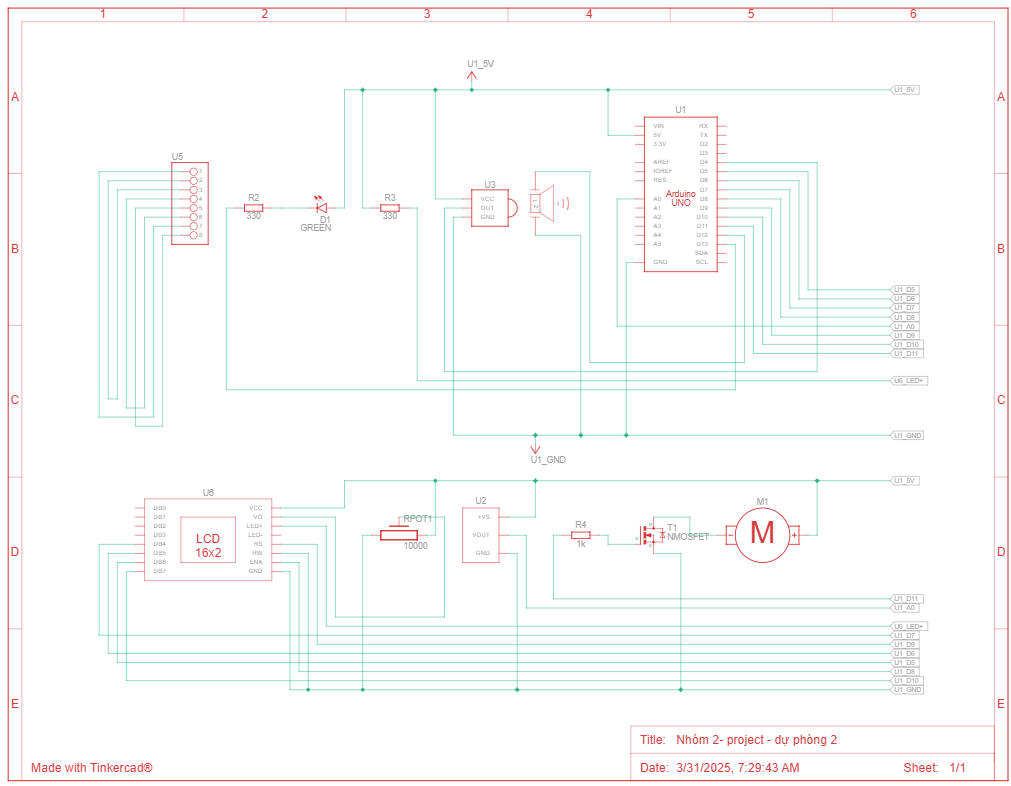 1 2 3 4 5 6
A A
B B
C C
D D
E E
U1_5V
U1_5V
U5
1
2
3
4
5
6
7
8
R2
330
D1
GREEN
R3
330
U3
VCC
OUT
GND
1 2
U1
VIN RX
5V TX
3.3V D2
D3
AREF D4
IOREF D5
RES D6
D7
A0 D8
A1 D9
A2 D10
A3 D11
A4 D12
A5 D13
SDA
GND SCL
Arduino
UNO
U1_D5
U1_D6
U1_D7
U1_D8
U1_A0
U1_D9
U1_D10
U1_D11
U6_LED+
U1_GND
U1_GND
U1_5V
U6
DB0 VCC
DB1 VO
DB2 LED+
DB3 LED-
DB4 RS
DB5 RW
DB6 ENA
DB7 GND
LCD
16x2
RPOT1
10000
U2
+VS
VOUT
GND
R4
1k
T1
NMOSFET
M1
M
+
U1_D11
U1_A0
U6_LED+
U1_D7
U1_D9
U1_D6
U1_D5
U1_D8
U1_D10
U1_GND
Title: Nhóm 2- project - dự phòng 2
Made with Tinkercad® Date: 3/31/2025, 7:29:43 AM Sheet: 1/1